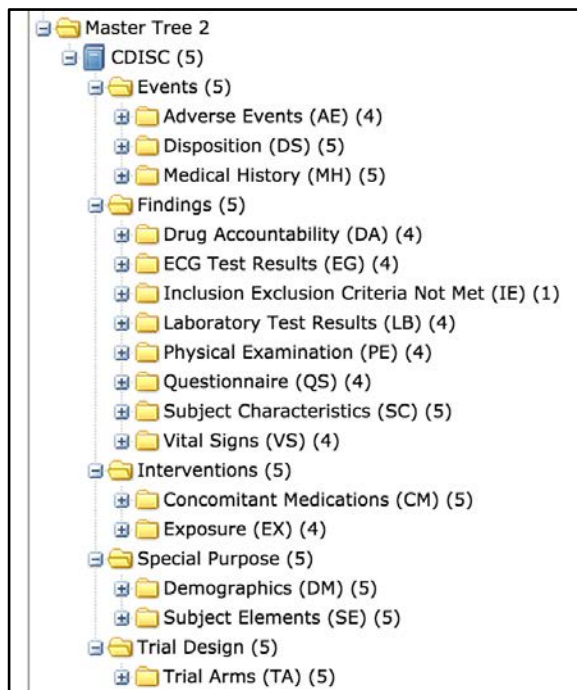 Master Tree 2
CDISC (5)
Events (5)
Adverse Events (AE) (4)
Disposition (DS) (5)
Medical History (MH) (5)
Findings (5)
Drug Accountability (DA) (4)
ECG Test Results (EG) (4)
Inclusion Exclusion Criteria Not Met (IE) (1)
Laboratory Test Results (LB) (4)
Physical Examination (PE) (4)
Questionnaire (QS) (4)
Subject Characteristics (SC) (5)
Vital Signs (VS) (4)
Interventions (5)
Concomitant Medications (CM) (5)
Exposure (EX) (4)
Special Purpose (5)
Demographics (DM) (5)
Subject Elements (SE) (5)
Trial Design (5)
Trial Arms (TA) (5)